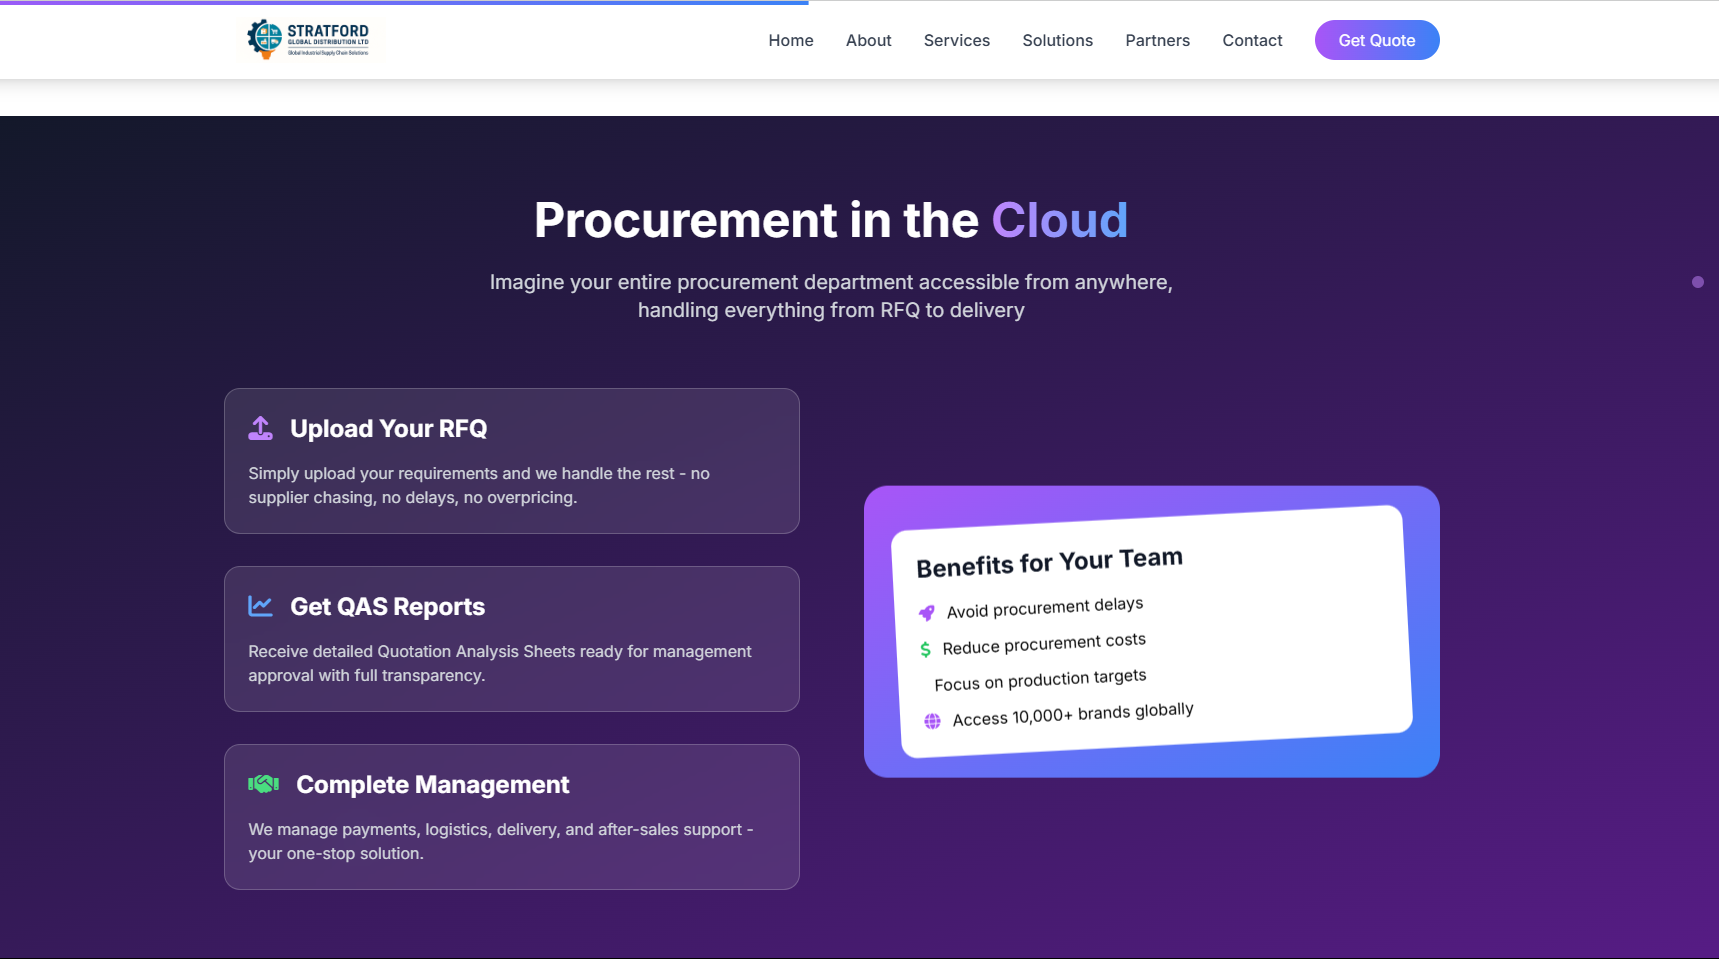 STRATFORD
GLOBAL DISTRIBUTION LTD
Global Industrial Supply Chain Solutions
Home
About
Services
Solutions
Partners
Contact
Get Quote
Procurement in the Cloud
Imagine your entire procurement department accessible from anywhere,
handling everything from RFQ to delivery
Upload Your RFQ
Simply upload your requirements and we handle the rest - no
supplier chasing, no delays, no overpricing.
Get QAS Reports
Receive detailed Quotation Analysis Sheets ready for management
approval with full transparency.
Complete Management
We manage payments, logistics, delivery, and after-sales support -
your one-stop solution.
Benefits for Your Team
Avoid procurement delays
Reduce procurement costs
Focus on production targets
Access 10,000+ brands globally